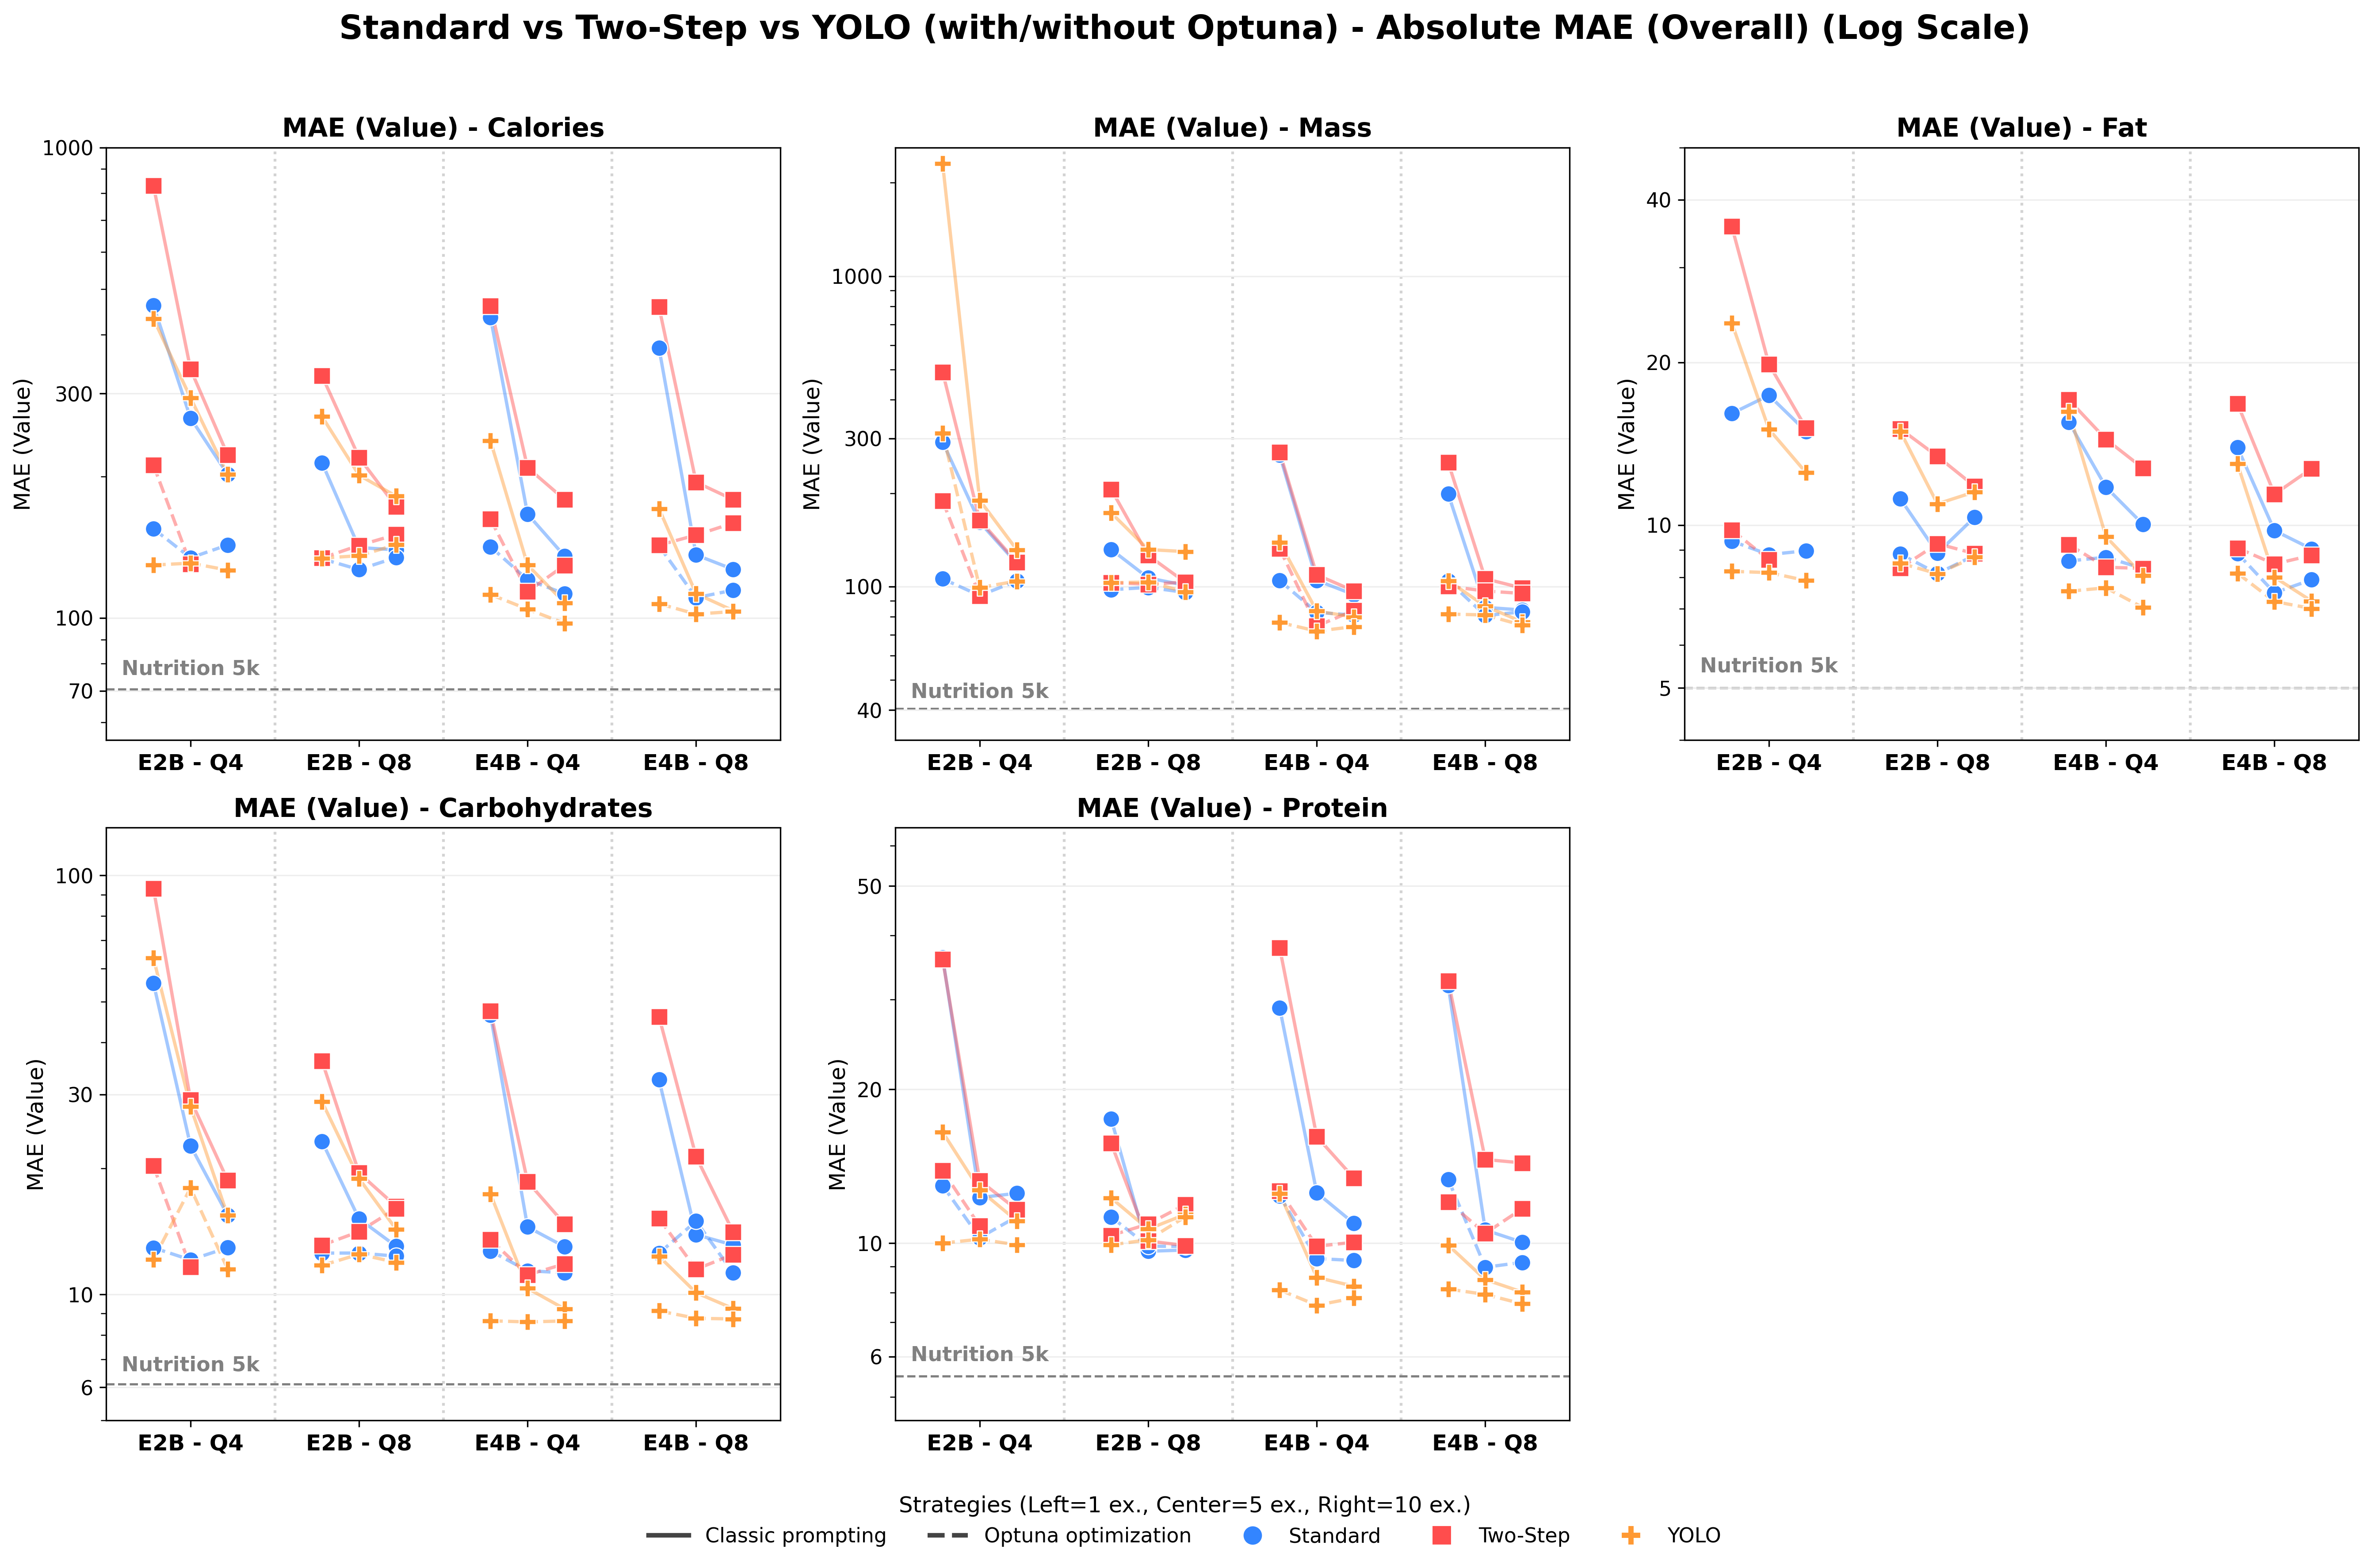 Standard vs Two-Step vs YOLO (with/without Optuna) - Absolute MAE (Overall) (Log Scale)
MAE (Value) - Calories
MAE (Value)
1000
300
100
70
Nutrition 5k
E2B - Q4
E2B - Q8
E4B - Q4
E4B - Q8
MAE (Value) - Mass
MAE (Value)
1000
300
100
40
Nutrition 5k
E2B - Q4
E2B - Q8
E4B - Q4
E4B - Q8
MAE (Value) - Fat
MAE (Value)
40
20
10
5
Nutrition 5k
E2B - Q4
E2B - Q8
E4B - Q4
E4B - Q8
MAE (Value) - Carbohydrates
MAE (Value)
100
30
10
6
Nutrition 5k
E2B - Q4
E2B - Q8
E4B - Q4
E4B - Q8
MAE (Value) - Protein
MAE (Value)
50
20
10
6
Nutrition 5k
E2B - Q4
E2B - Q8
E4B - Q4
E4B - Q8
Strategies (Left=1 ex., Center=5 ex., Right=10 ex.)
Classic prompting
Optuna optimization
Standard
Two-Step
YOLO